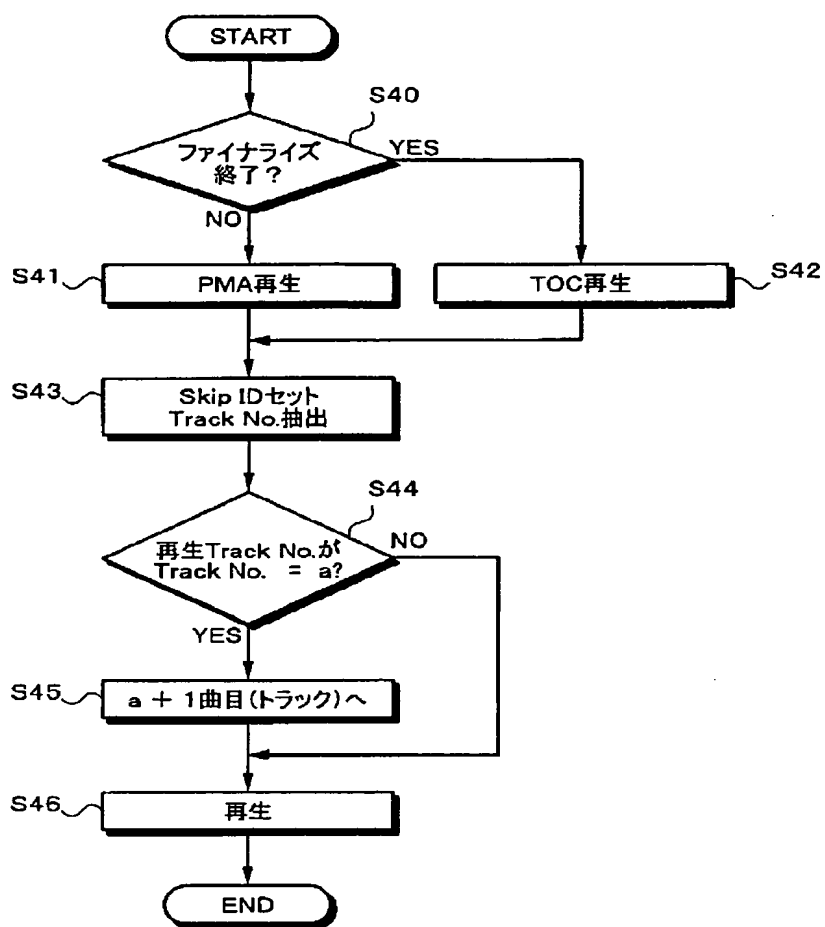 START
S40
ファイナライズ
終了？
YES
NO
S41
PMA再生
TOC再生
S42
S43
Skip IDセット
Track No.抽出
S44
再生Track No.が
Track No. = a?
NO
YES
S45
a + 1曲目(トラック)へ
S46
再生
END